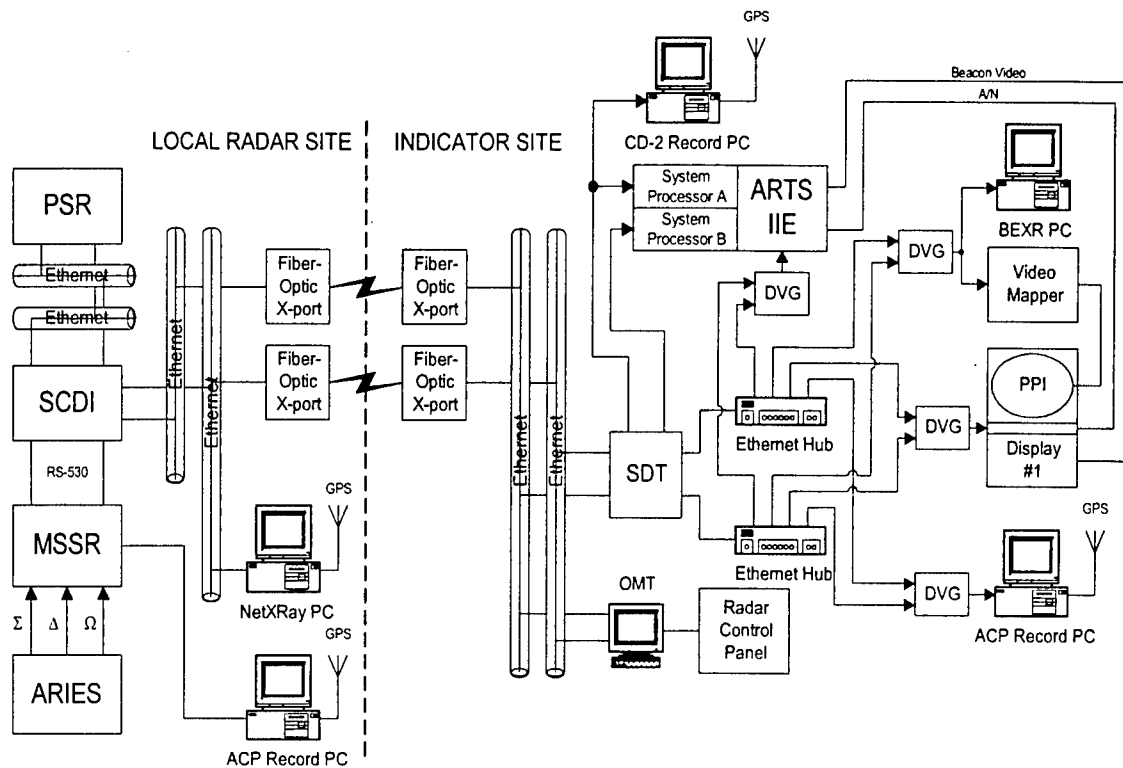 GPS
Beacon Video
A/N
CD-2 Record PC
LOCAL RADAR SITE
INDICATOR SITE
PSR
Ethernet
Ethernet
SCDI
RS-530
MSSR
Σ
Δ
Ω
ARIES
Ethernet
Ethernet
Fiber-
Optic
X-port
Fiber-
Optic
X-port
Fiber-
Optic
X-port
Fiber-
Optic
X-port
GPS
NetXRay PC
GPS
ACP Record PC
Ethernet
Ethernet
System
Processor A
System
Processor B
ARTS
IIE
DVG
SDT
Ethernet Hub
Ethernet Hub
OMT
Radar
Control
Panel
BEXR PC
DVG
Video
Mapper
PPI
DVG
Display
#1
GPS
DVG
ACP Record PC